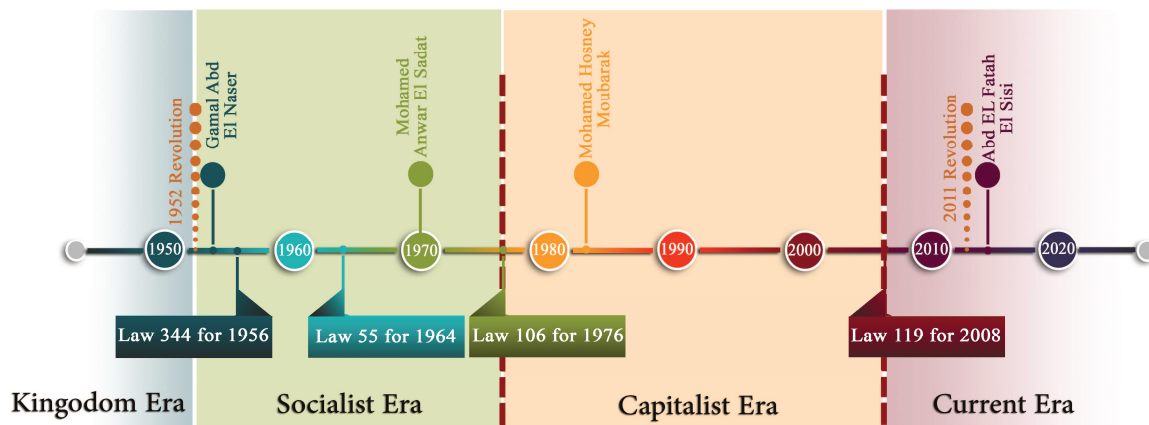 1952 Revolution
Gamal Abd
El Naser
Mohamed
Anwar El Sadat
Mohamed Hosney
Moubarak
2011 Revolution
Abd EL Fatah
El Sisi
1950
1960
1970
1980
1990
2000
2010
2020
Law 344 for 1956
Law 55 for 1964
Law 106 for 1976
Law 119 for 2008
Kingodom Era
Socialist Era
Capitalist Era
Current Era